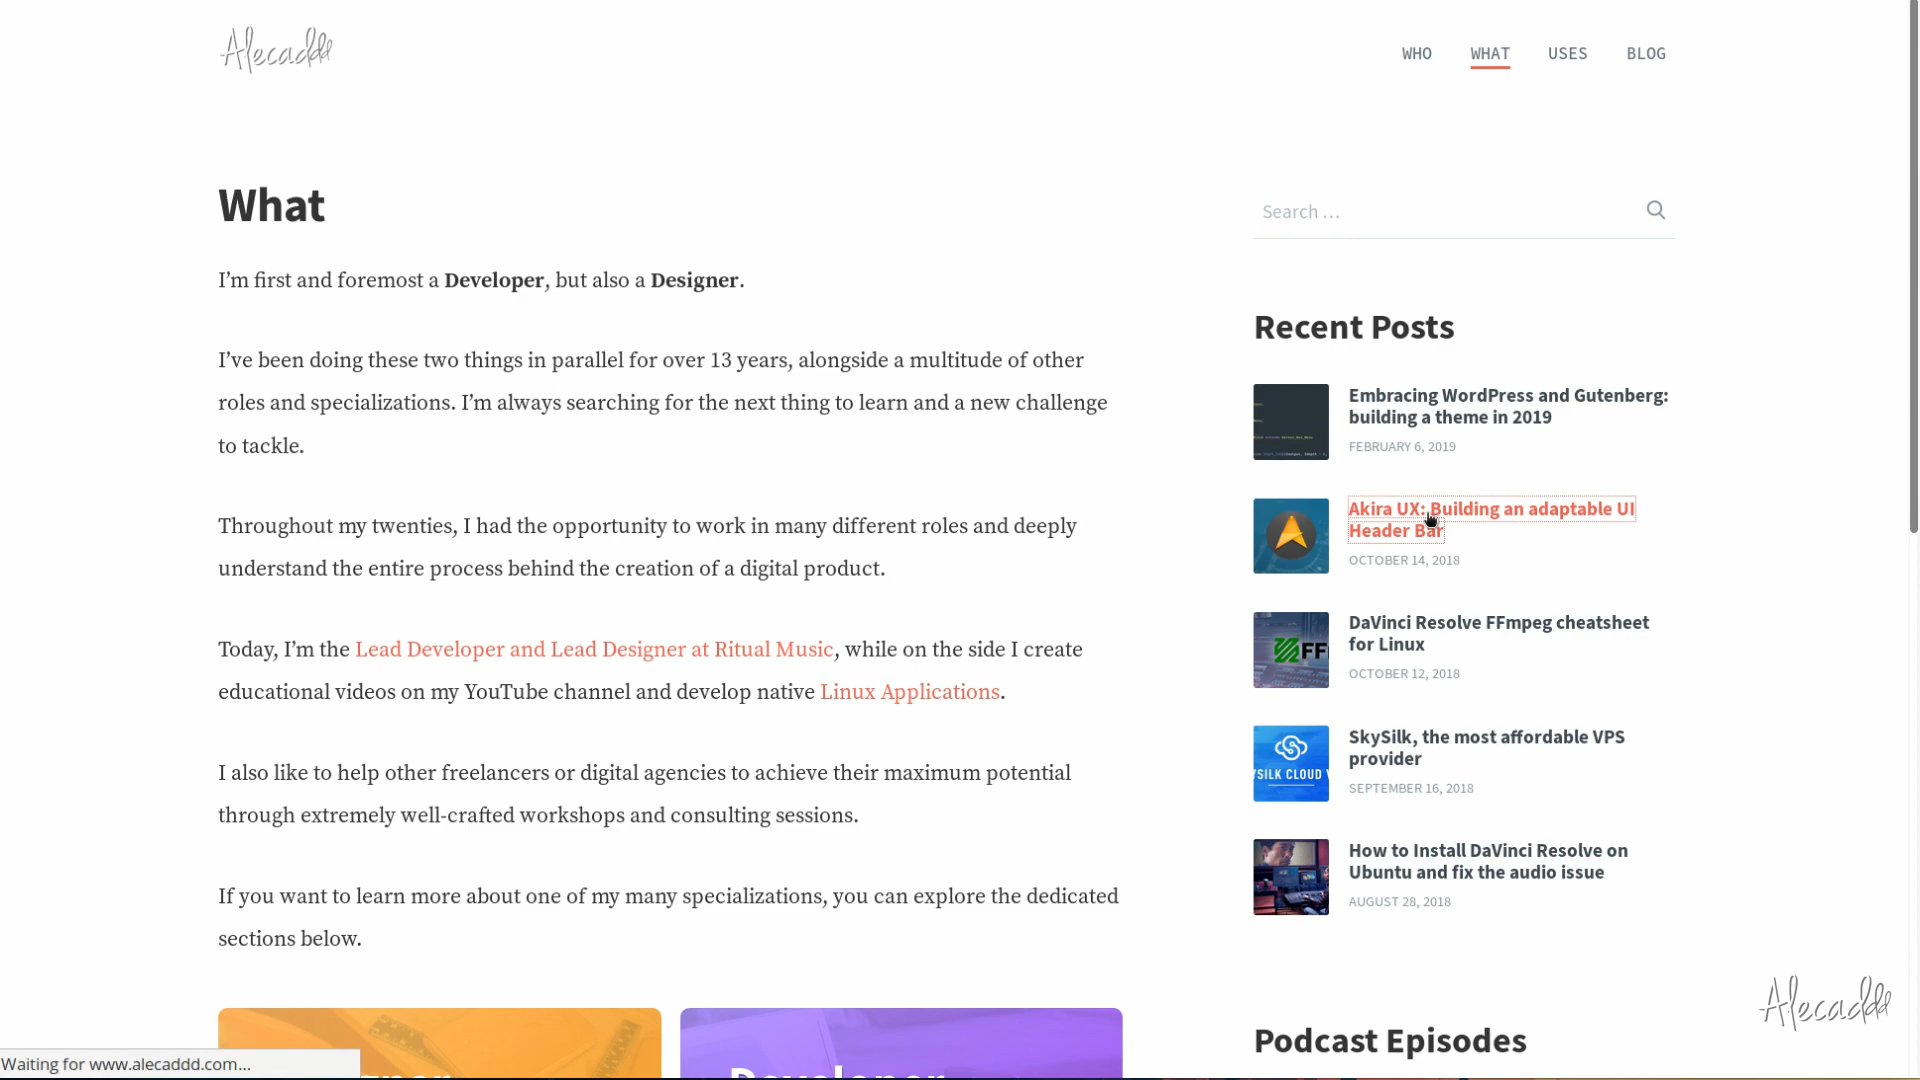 Alecaddd
WHO
WHAT
USES
BLOG
What
I'm first and foremost a Developer, but also a Designer.
I've been doing these two things in parallel for over 13 years, alongside a multitude of other
roles and specializations. I'm always searching for the next thing to learn and a new challenge
to tackle.
Throughout my twenties, I had the opportunity to work in many different roles and deeply
understand the entire process behind the creation of a digital product.
Today, I'm the Lead Developer and Lead Designer at Ritual Music, while on the side I create
educational videos on my YouTube channel and develop native Linux Applications.
I also like to help other freelancers or digital agencies to achieve their maximum potential
through extremely well-crafted workshops and consulting sessions.
If you want to learn more about one of my many specializations, you can explore the dedicated
sections below.
Developer
Waiting for www.alecaddd.com...
Search …
Recent Posts
Embracing WordPress and Gutenberg:
building a theme in 2019
FEBRUARY 6, 2019
Akira UX: Building an adaptable UI
Header Bar
OCTOBER 14, 2018
FF
DaVinci Resolve FFmpeg cheatsheet
for Linux
OCTOBER 12, 2018
YSILK CLOUD V
SkySilk, the most affordable VPS
provider
SEPTEMBER 16, 2018
How to Install DaVinci Resolve on
Ubuntu and fix the audio issue
AUGUST 28, 2018
Podcast Episodes
Alecaddd